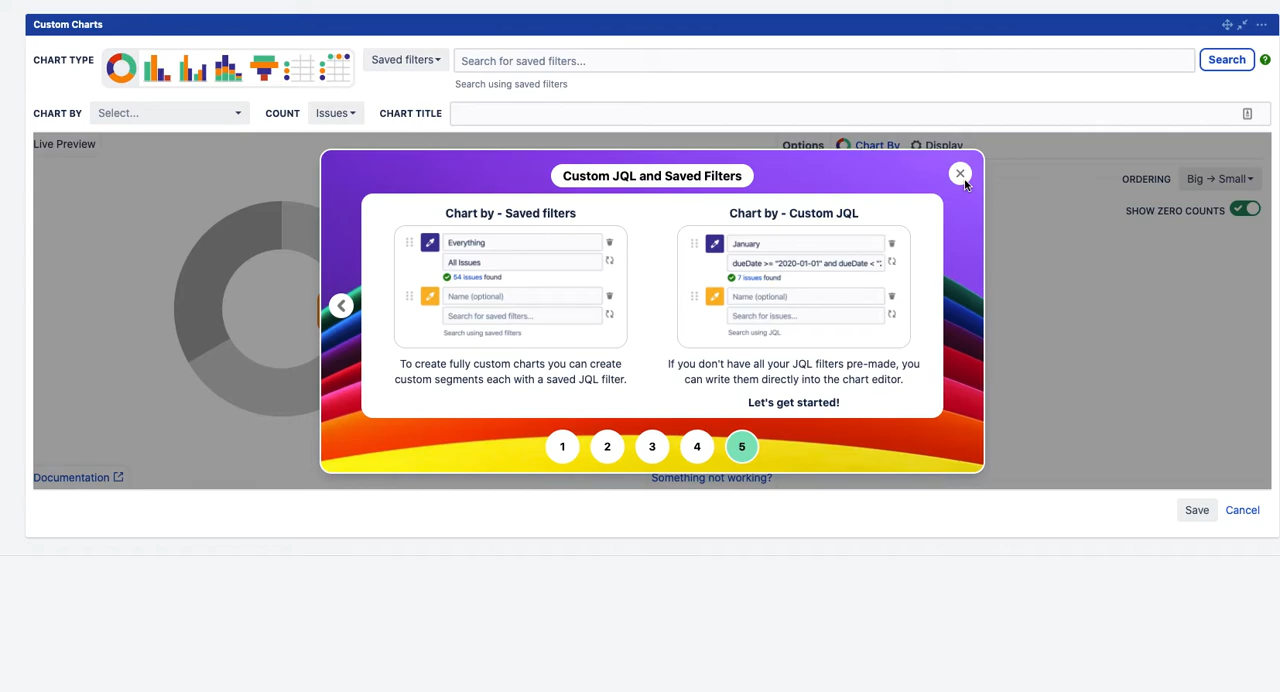 Custom Charts
CHART TYPE
Saved filters
Search for saved filters...
Search
Search using saved filters
CHART BY
Select...
COUNT
Issues
CHART TITLE
Live Preview
Options
Chart By
Display
ORDERING
Big → Small
SHOW ZERO COUNTS
Custom JQL and Saved Filters
Chart by - Saved filters
Everything
All Issues
54 issues found
Name (optional)
Search for saved filters...
Search using saved filters
To create fully custom charts you can create
custom segments each with a saved JQL filter.
Chart by - Custom JQL
January
dueDate >= "2020-01-01" and dueDate < "2
7 issues found
Name (optional)
Search for issues...
Search using JQL
If you don't have all your JQL filters pre-made, you
can write them directly into the chart editor.
Let's get started!
1 2 3 4 5
Documentation
Something not working?
Save
Cancel